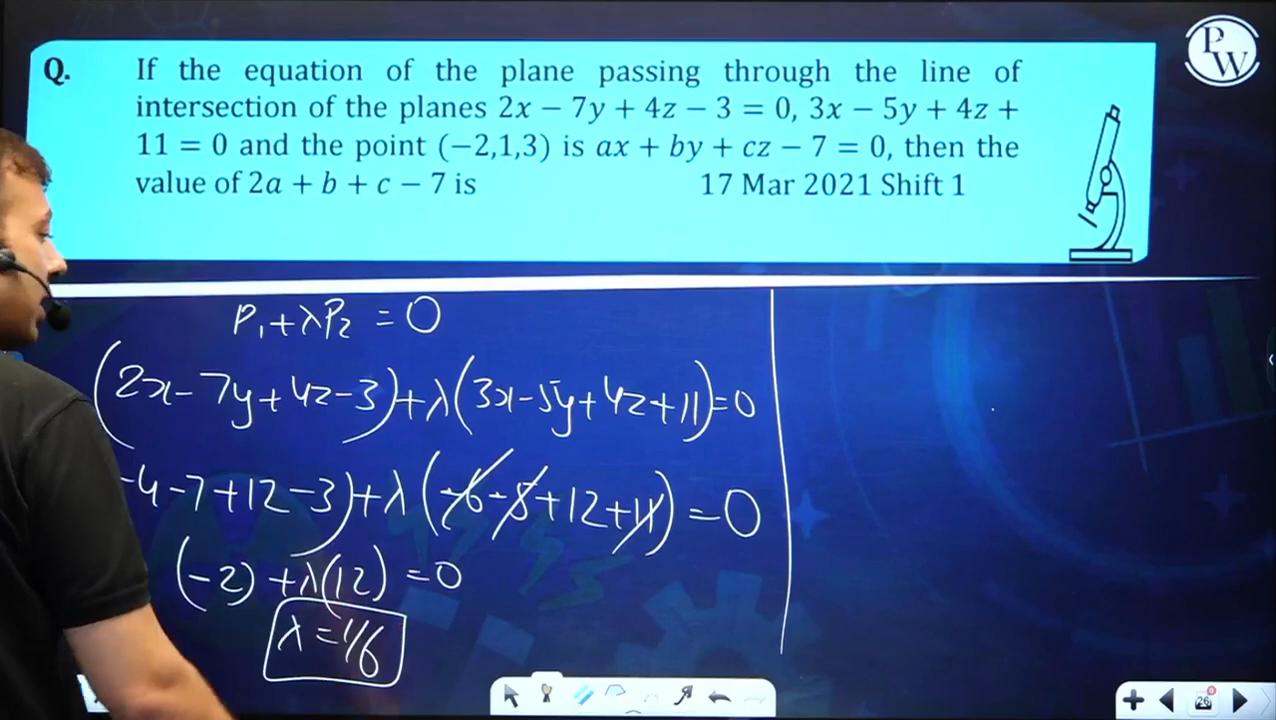 PW
Q. If the equation of the plane passing through the line of
intersection of the planes 2x − 7y + 4z − 3 = 0, 3x − 5y + 4z +
11 = 0 and the point (−2,1,3) is ax + by + cz − 7 = 0, then the
value of 2a + b + c − 7 is 17 Mar 2021 Shift 1
P₁+λP₂ = 0
(2x-7y+4z-3)+λ(3x-5y+4z+11)=0
-4-7+12-3)+λ(-6-5+12+11) = 0
(-2) +λ(12) = 0
λ = 1/6
26